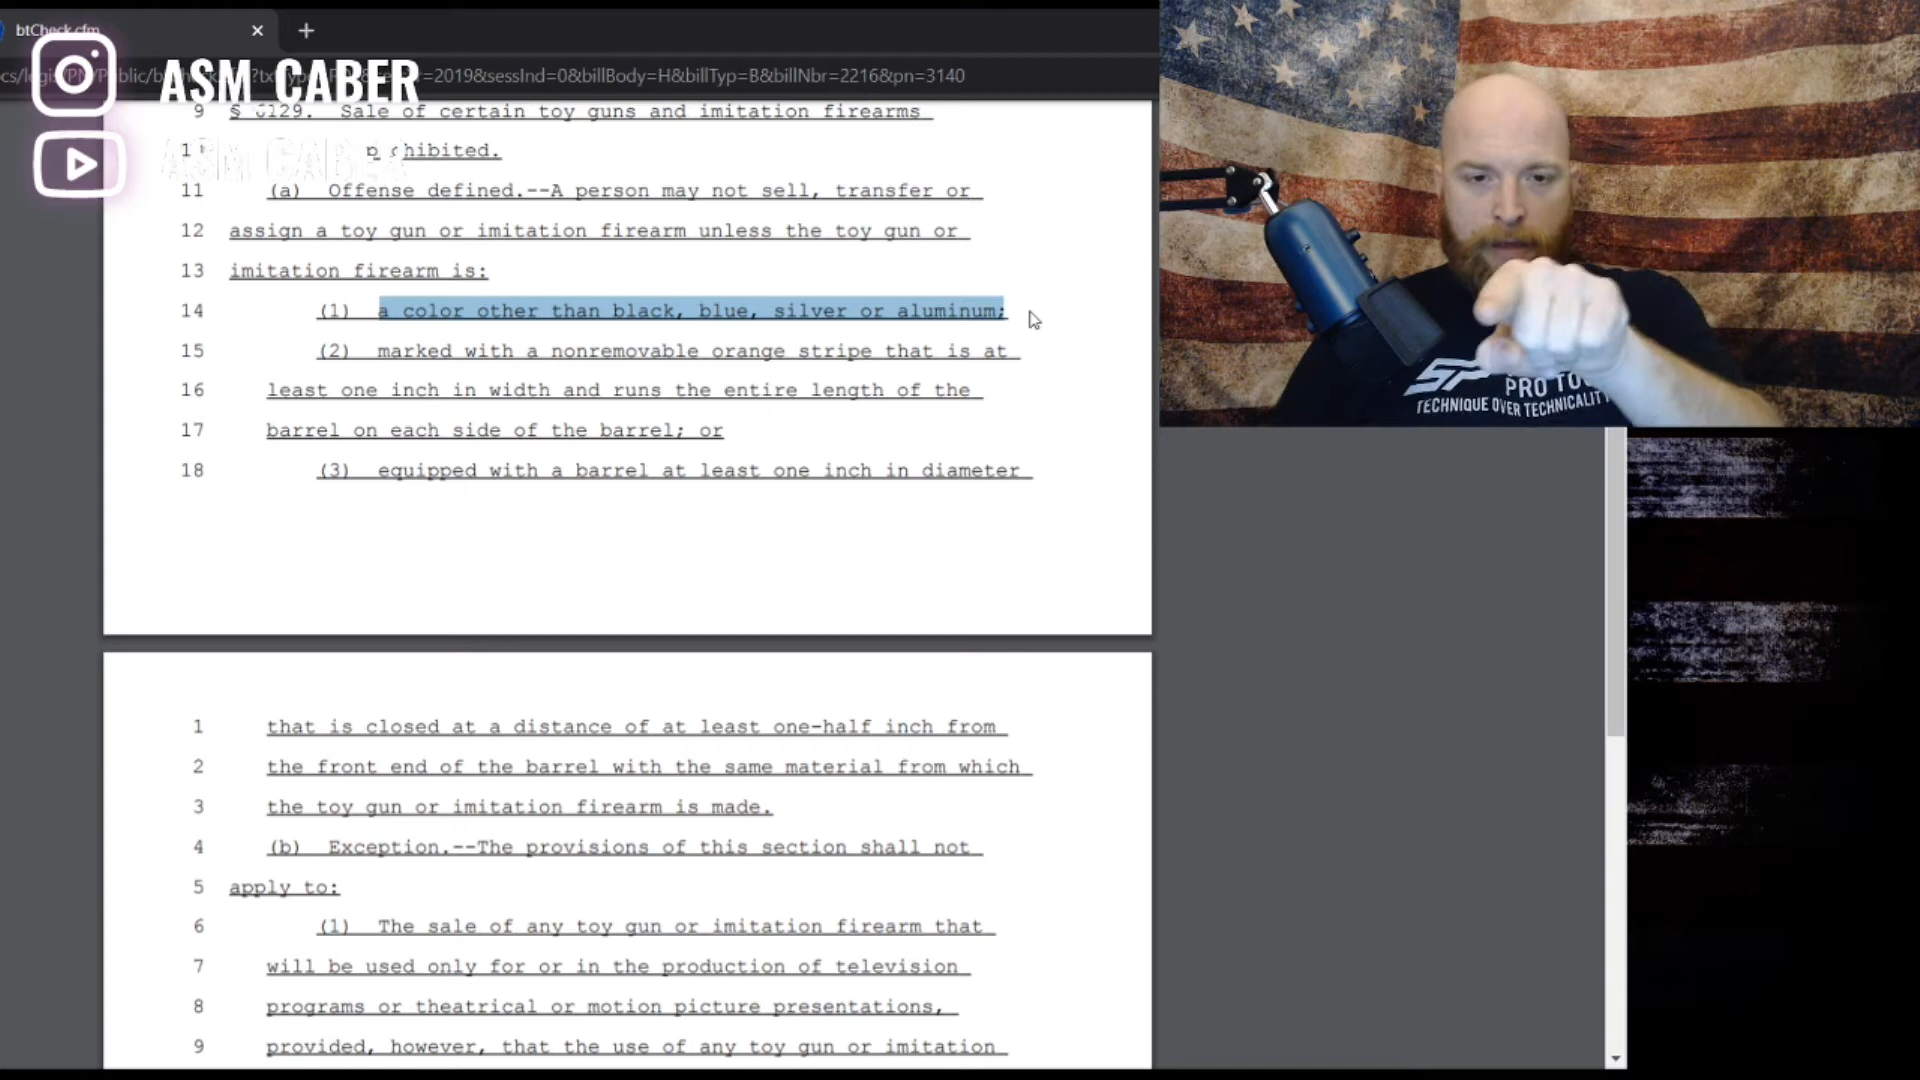 btCheck.cfm
=2019&sessInd=0&billBody=H&billTyp=B&billNbr=2216&pn=3140
ASM_CABER
ASM CABER
9 § 6129. Sale of certain toy guns and imitation firearms
hibited.
11 (a) Offense defined.--A person may not sell, transfer or
12 assign a toy gun or imitation firearm unless the toy gun or
13 imitation firearm is:
14 (1) a color other than black, blue, silver or aluminum;
15 (2) marked with a nonremovable orange stripe that is at
16 least one inch in width and runs the entire length of the
17 barrel on each side of the barrel; or
18 (3) equipped with a barrel at least one inch in diameter
1 that is closed at a distance of at least one-half inch from
2 the front end of the barrel with the same material from which
3 the toy gun or imitation firearm is made.
4 (b) Exception.--The provisions of this section shall not
5 apply to:
6 (1) The sale of any toy gun or imitation firearm that
7 will be used only for or in the production of television
8 programs or theatrical or motion picture presentations,
9 provided, however, that the use of any toy gun or imitation
PRO
TECHNIQUE OVER TECHNICALIT